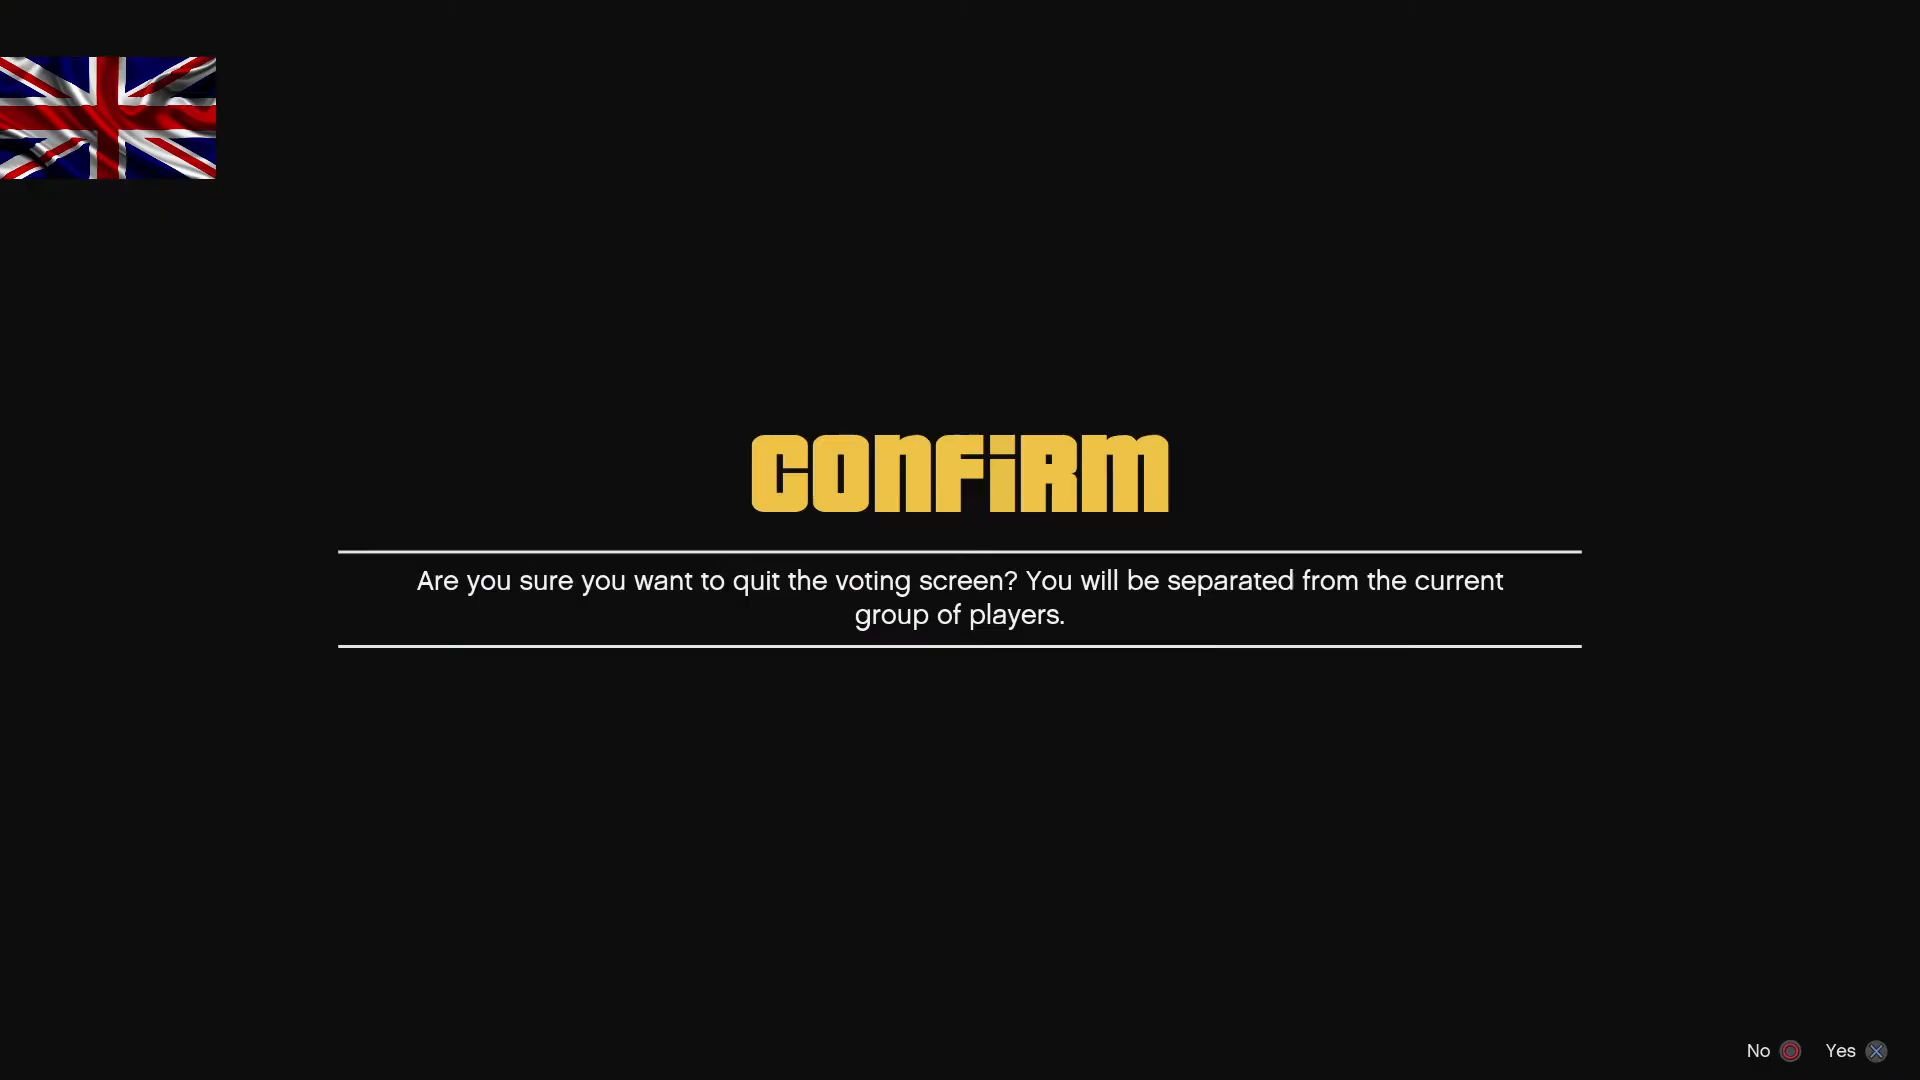 CONFIRM
Are you sure you want to quit the voting screen? You will be separated from the current
group of players.
No Yes